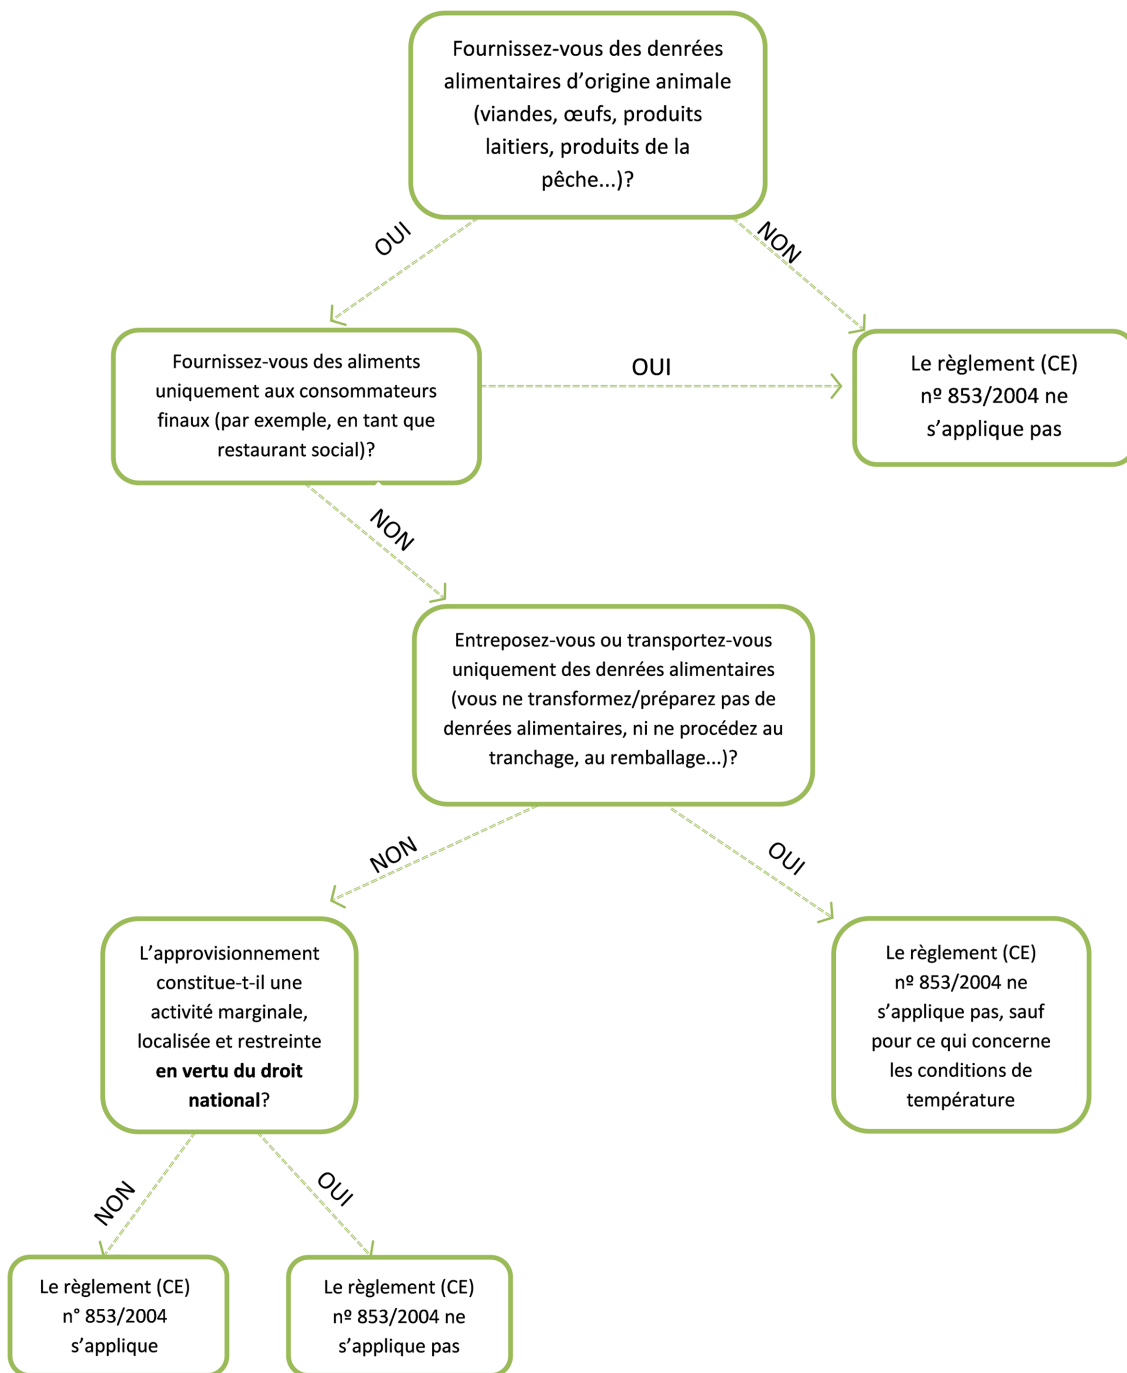 Fournissez-vous des denrées
alimentaires d’origine animale
(viandes, œufs, produits
laitiers, produits de la
pêche...)?
OUI
NON
Fournissez-vous des aliments
uniquement aux consommateurs
finaux (par exemple, en tant que
restaurant social)?
OUI
Le règlement (CE)
nº 853/2004 ne
s’applique pas
NON
Entreposez-vous ou transportez-vous
uniquement des denrées alimentaires
(vous ne transformez/préparez pas de
denrées alimentaires, ni ne procédez au
tranchage, au remballage...)?
NON
OUI
L’approvisionnement
constitue-t-il une
activité marginale,
localisée et restreinte
en vertu du droit
national?
Le règlement (CE)
nº 853/2004 ne
s’applique pas, sauf
pour ce qui concerne
les conditions de
température
NON
OUI
Le règlement (CE)
n° 853/2004
s’applique
Le règlement (CE)
nº 853/2004 ne
s’applique pas